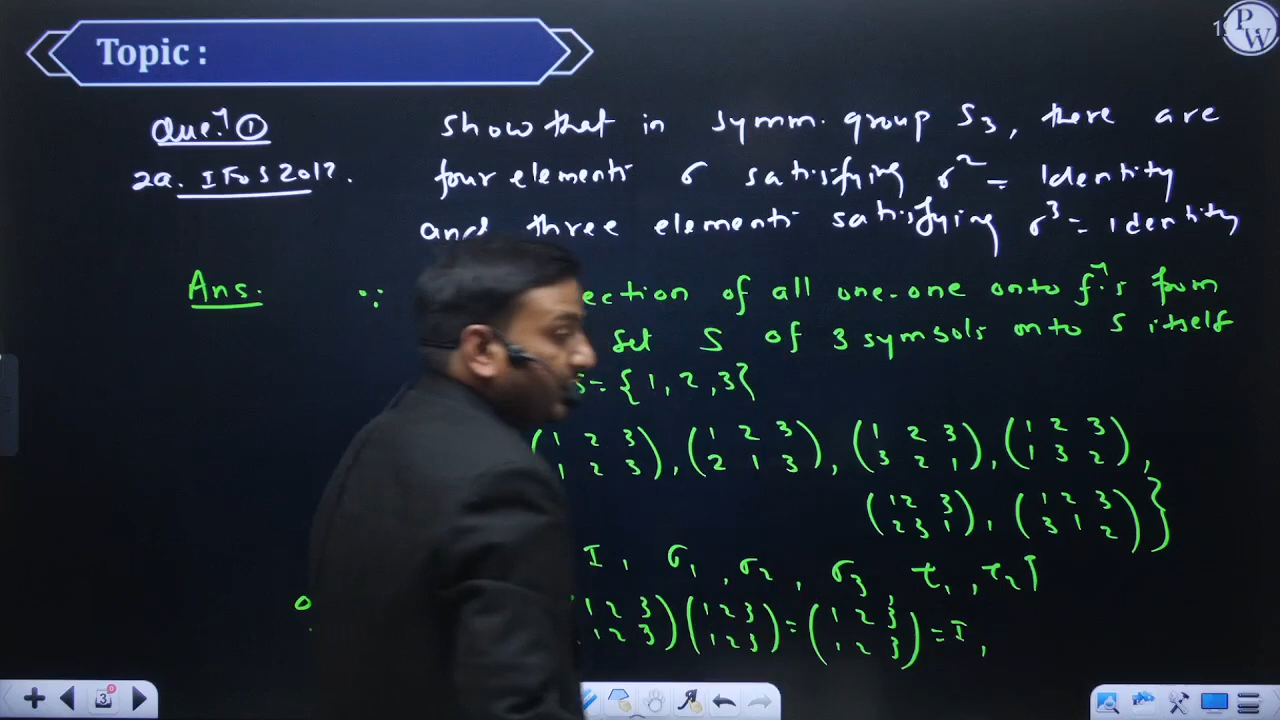 Topic :
PW
Que.ⁿ ① show that in symm. group S₃, there are
2a. IFoS 201?. four elements σ satisfying σ² = Identity
and three elements satisfying σ³ = identity
Ans. ∵ ection of all one-one onto fⁿ.s from
set S of 3 symbols onto S itself
S = {1, 2, 3}
(1 2 3), (1 2 3), (1 2 3), (1 2 3),
1 2 3), (2 1 3), (3 2 1), (1 3 2),
(1 2 3), (1 2 3)}
(2 3 1), (3 1 2)}
I, σ₁, σ₂, σ₃, τ₁, τ₂}
1 2 3)(1 2 3) = (1 2 3) = I,
1 2 3)(1 2 3) (1 2 3)
3